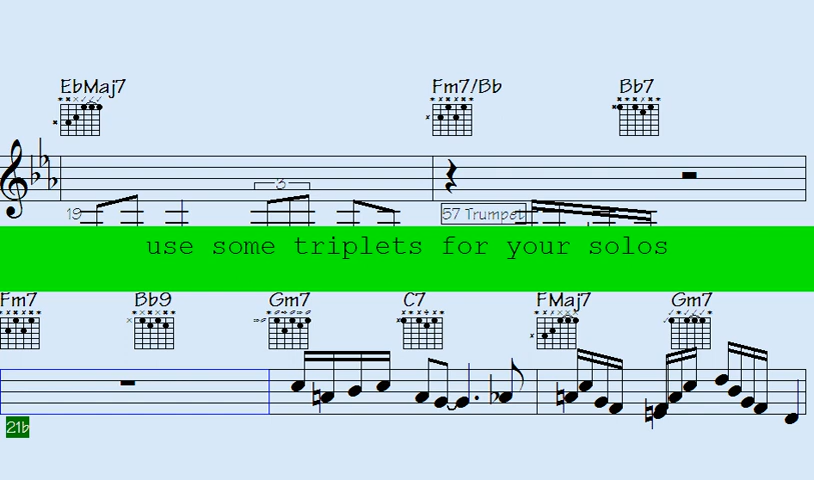 EbMaj7 Fm7/Bb Bb7
3
19 57 Trumpet
use some triplets for your solos
Fm7 Bb9 Gm7 C7 FMaj7 Gm7
21b